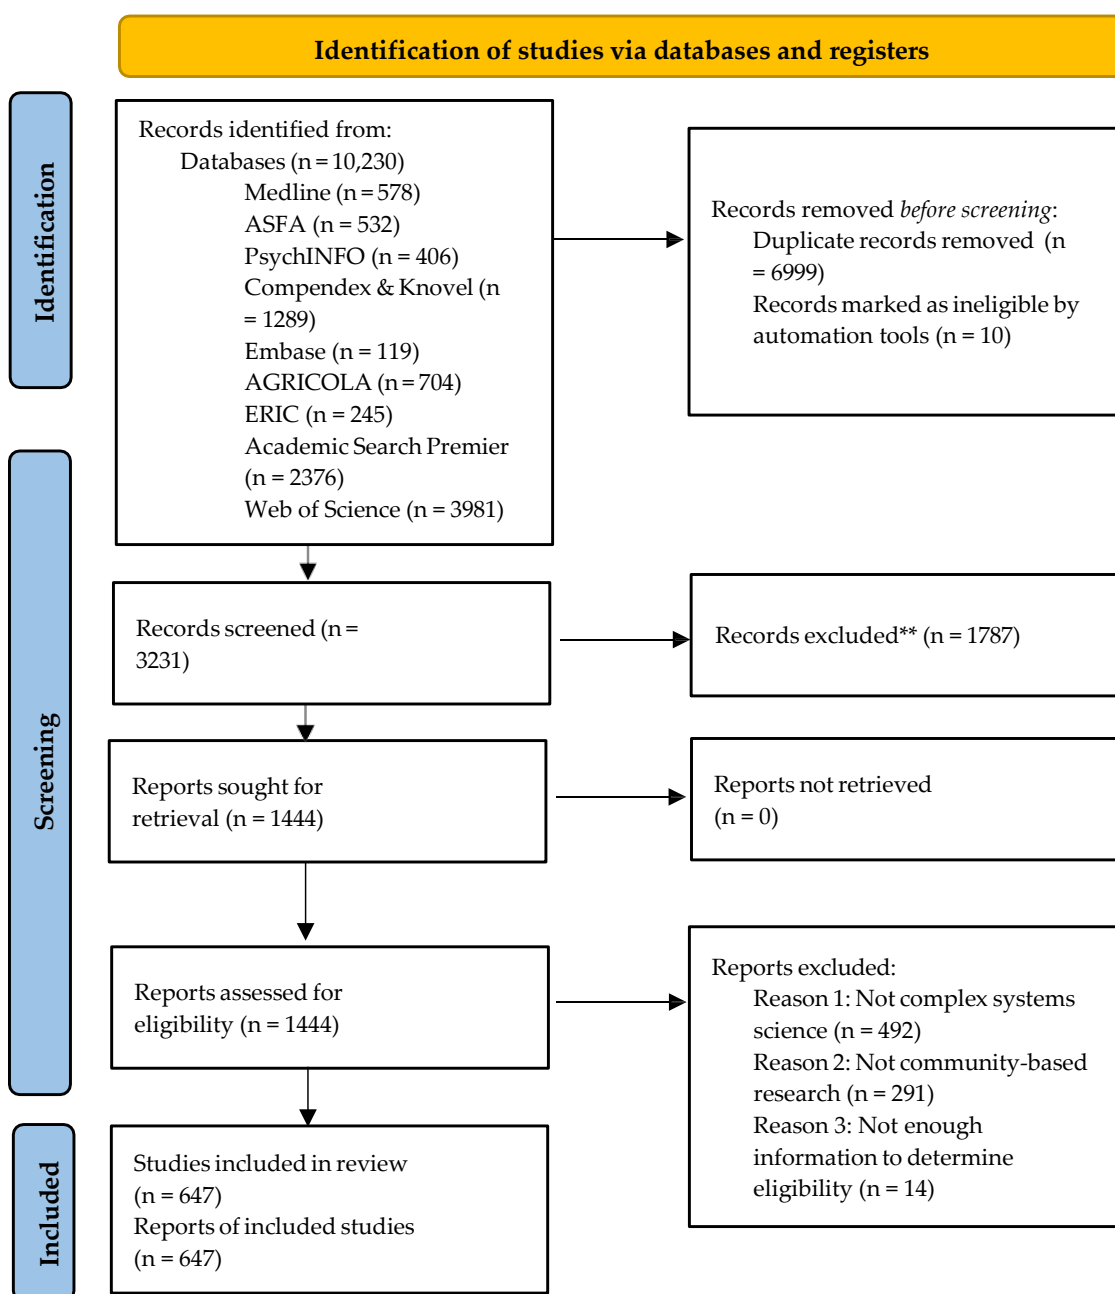 Identification of studies via databases and registers
Identification
Records identified from:
Databases (n = 10,230)
Medline (n = 578)
ASFA (n = 532)
PsychINFO (n = 406)
Compendex & Knovel (n
= 1289)
Embase (n = 119)
AGRICOLA (n = 704)
ERIC (n = 245)
Academic Search Premier
(n = 2376)
Web of Science (n = 3981)
Records removed before screening:
Duplicate records removed (n
= 6999)
Records marked as ineligible by
automation tools (n = 10)
Screening
Records screened (n =
3231)
Records excluded** (n = 1787)
Reports sought for
retrieval (n = 1444)
Reports not retrieved
(n = 0)
Reports assessed for
eligibility (n = 1444)
Reports excluded:
Reason 1: Not complex systems
science (n = 492)
Reason 2: Not community-based
research (n = 291)
Reason 3: Not enough
information to determine
eligibility (n = 14)
Included
Studies included in review
(n = 647)
Reports of included studies
(n = 647)